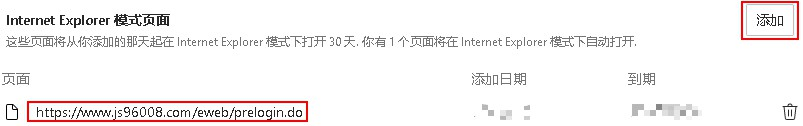 Internet Explorer 模式页面
添加
这些页面将从你添加的那天起在 Internet Explorer 模式下打开 30 天. 你有 1 个页面将在 Internet Explorer 模式下自动打开.
页面 添加日期 到期
https://www.js96008.com/eweb/prelogin.do